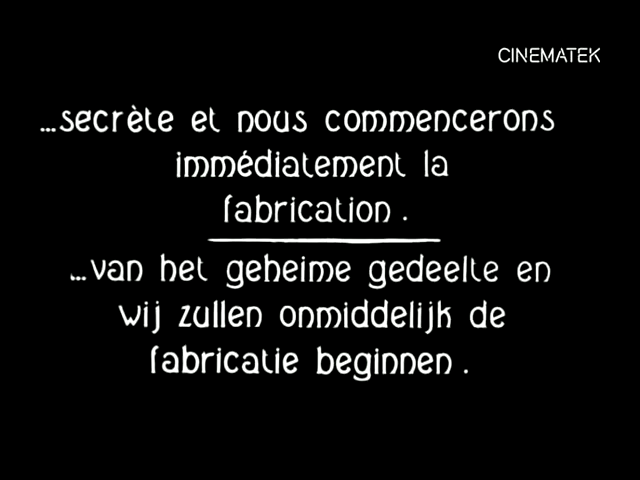 CINEMATEK
...secrète et nous commencerons
immédiatement la
fabrication.
...van het geheime gedeelte en
wij zullen onmiddelijk de
fabricatie beginnen.